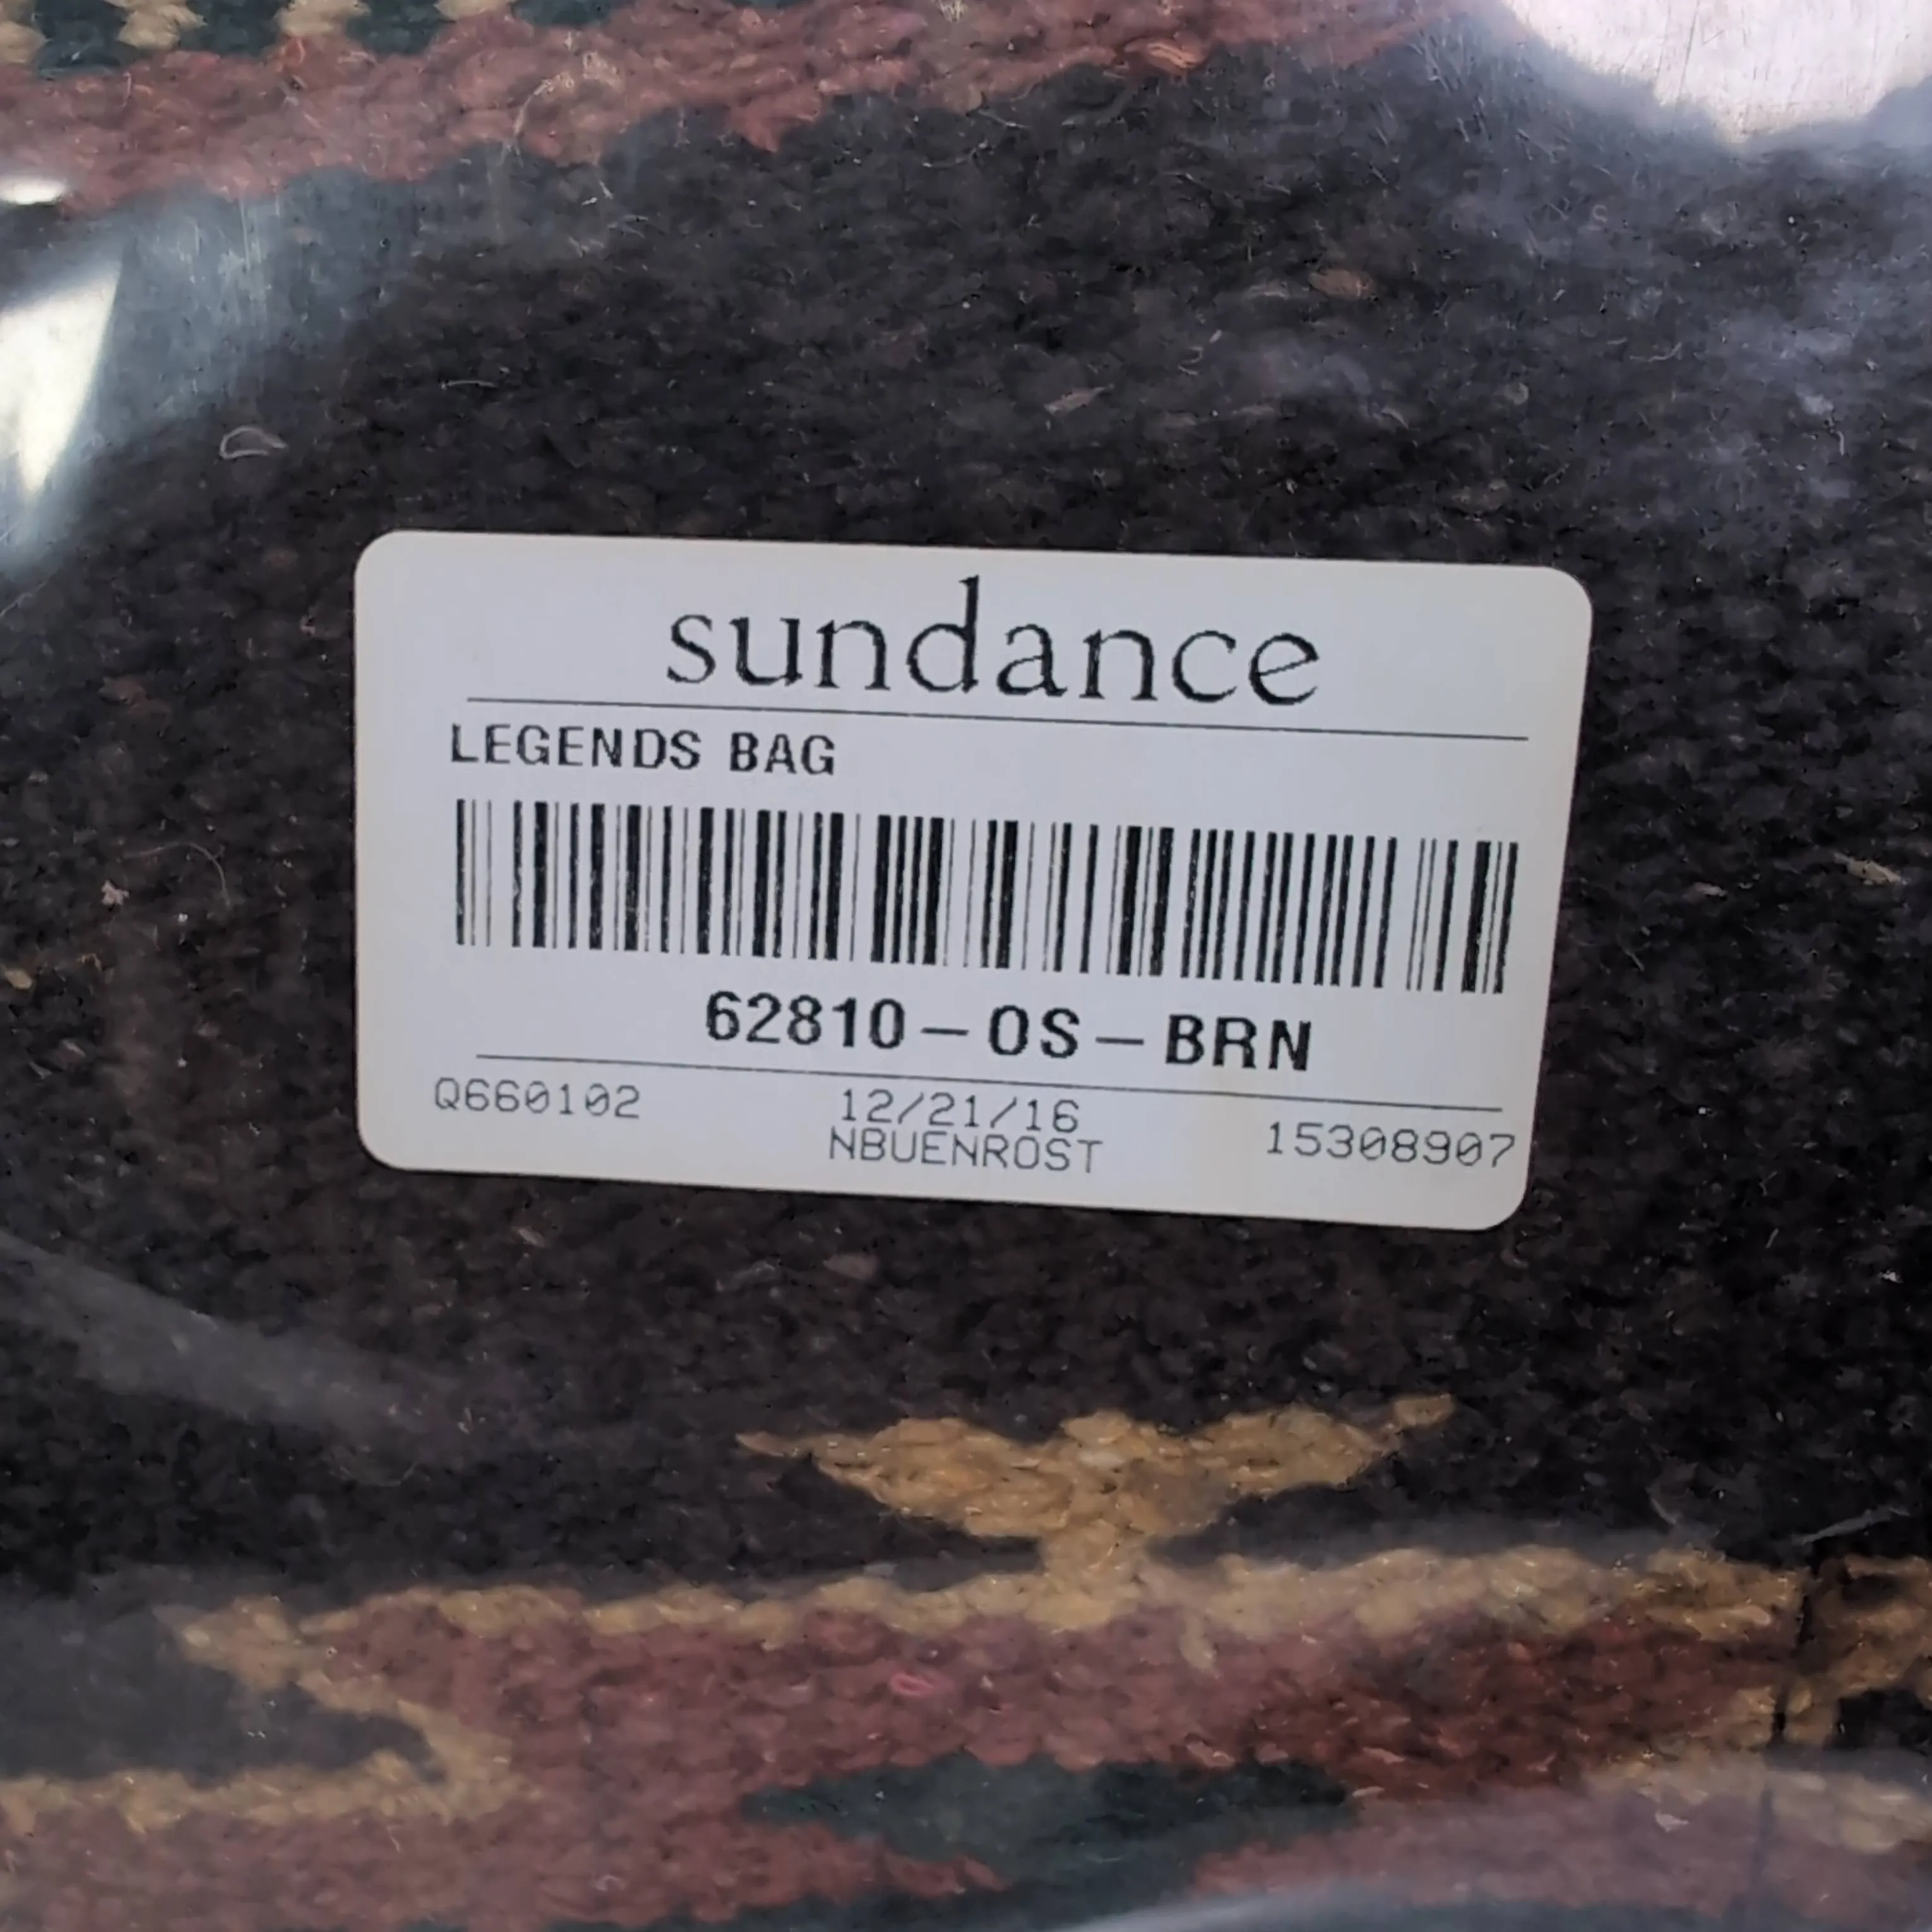 sundance
LEGENDS BAG
62810-OS-BRN
Q660102 12/21/16 15308907
NBUENROST